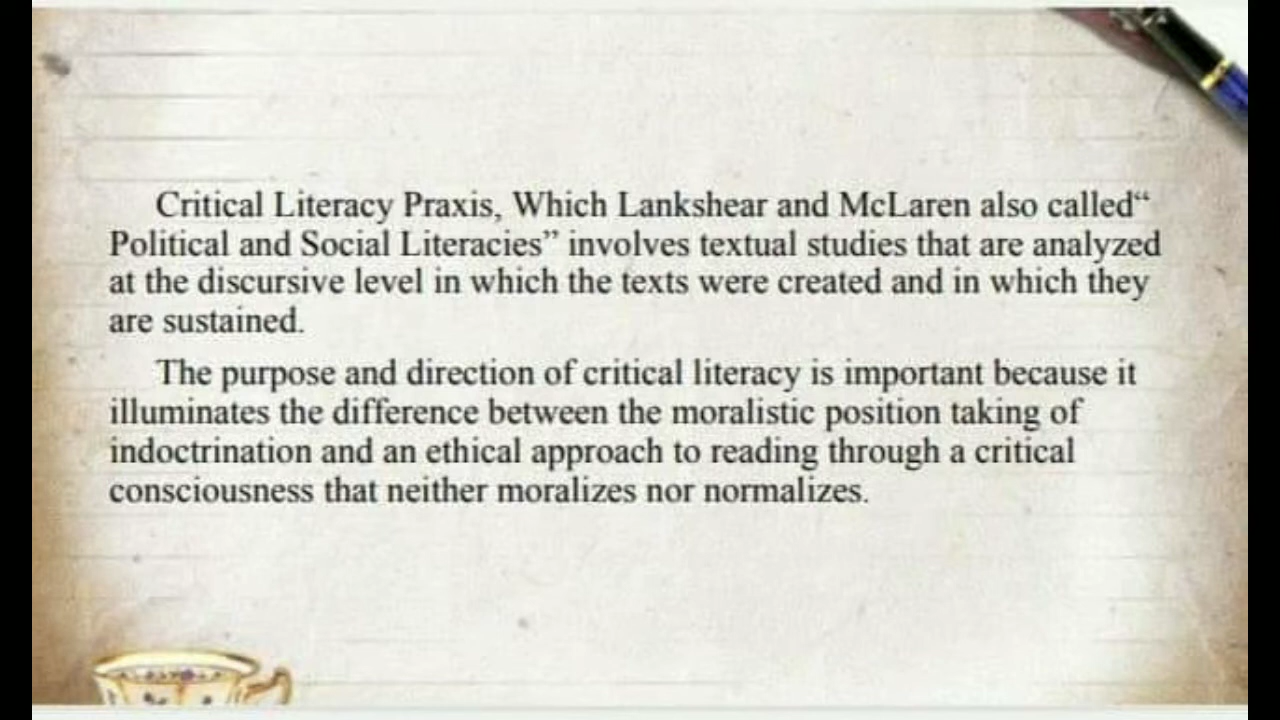 Critical Literacy Praxis, Which Lankshear and McLaren also called“
Political and Social Literacies” involves textual studies that are analyzed
at the discursive level in which the texts were created and in which they
are sustained.
The purpose and direction of critical literacy is important because it
illuminates the difference between the moralistic position taking of
indoctrination and an ethical approach to reading through a critical
consciousness that neither moralizes nor normalizes.